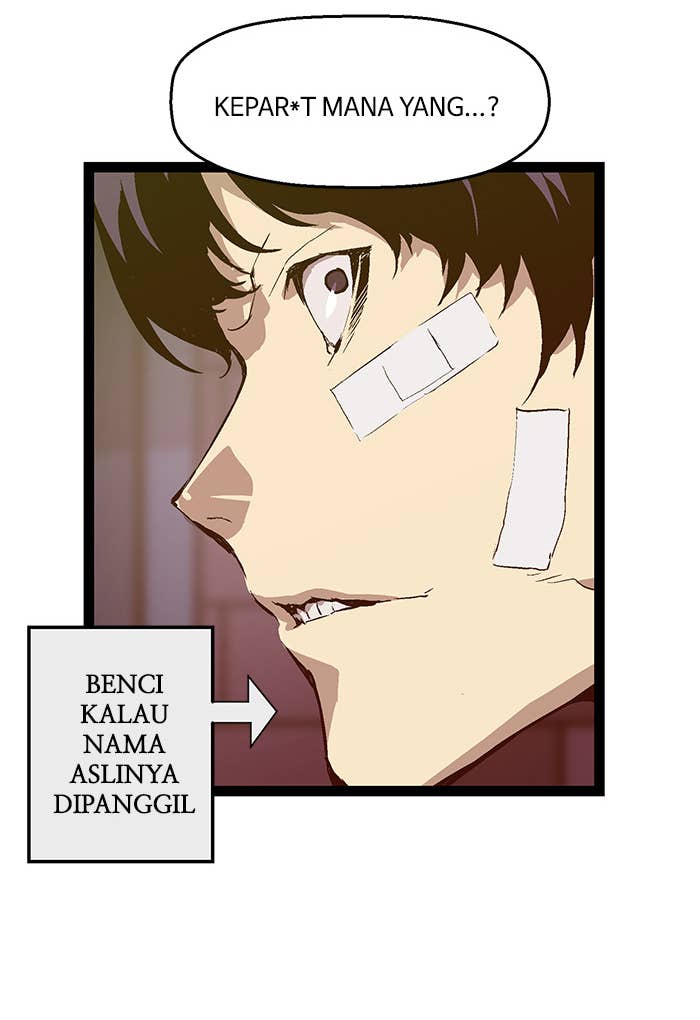 KEPAR*T MANA YANG...?
BENCI
KALAU
NAMA
ASLINYA
DIPANGGIL